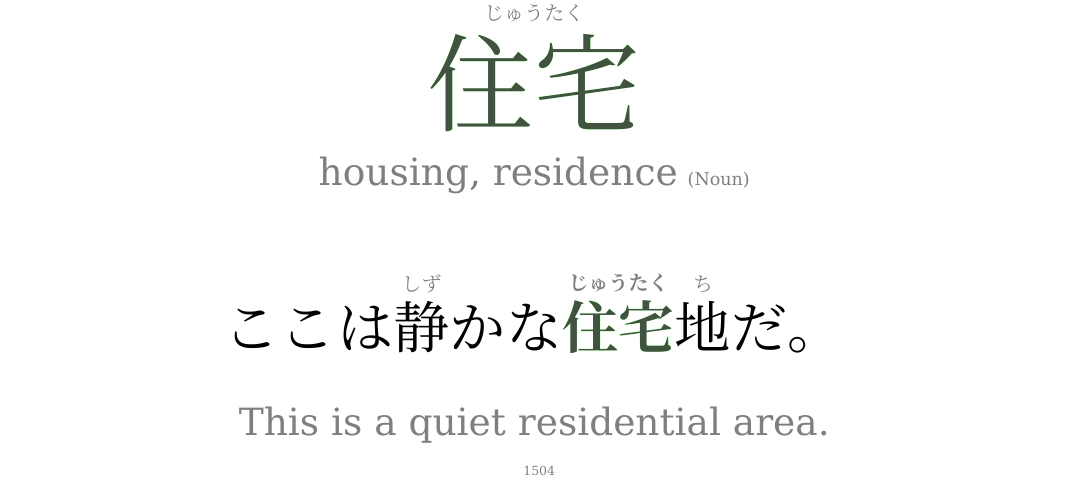 じゅうたく
住宅
housing, residence (Noun)
しず じゅうたく ち
ここは静かな住宅地だ。
This is a quiet residential area.
1504